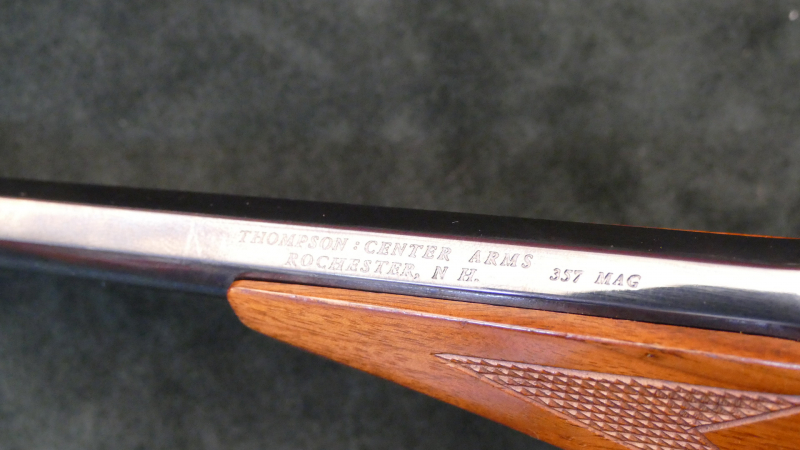 THOMPSON : CENTER ARMS
ROCHESTER, N H. 357 MAG